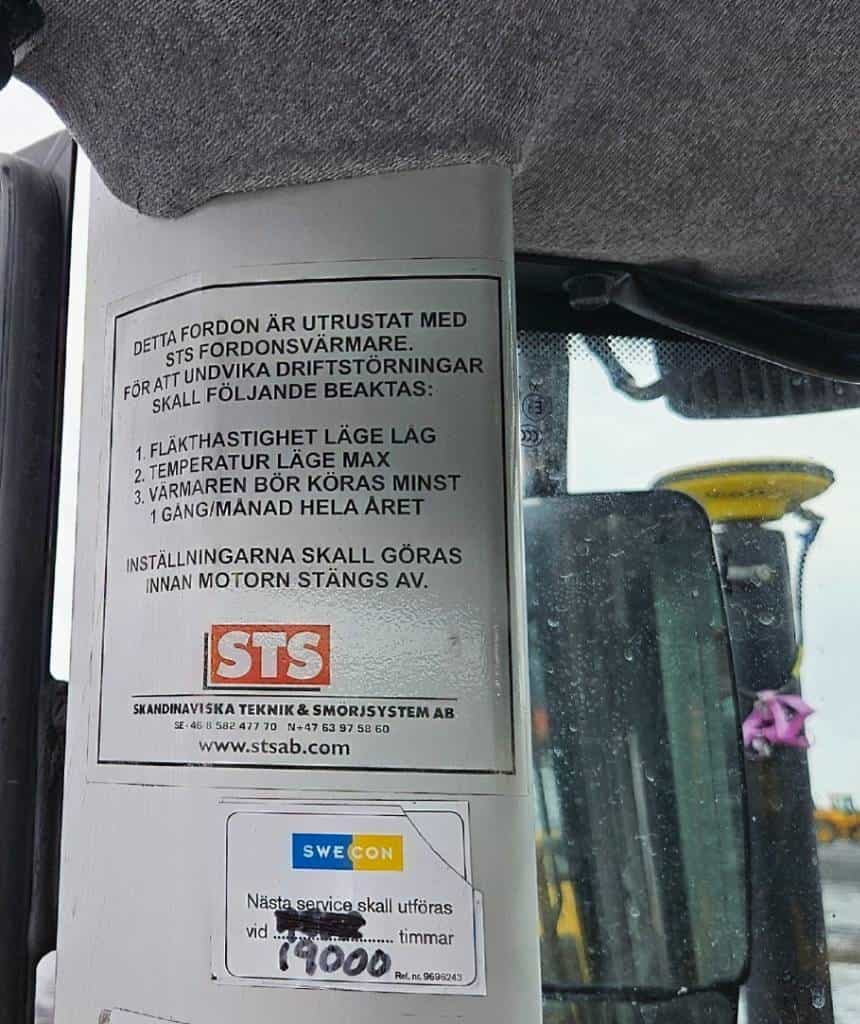 DETTA FORDON ÄR UTRUSTAT MED
STS FORDONSVÄRMARE.
FÖR ATT UNDVIKA DRIFTSTÖRNINGAR
SKALL FÖLJANDE BEAKTAS:
1. FLÄKTHASTIGHET LÄGE LÅG
2. TEMPERATUR LÄGE MAX
3. VÄRMAREN BÖR KÖRAS MINST
1 GÅNG/MÅNAD HELA ÅRET
INSTÄLLNINGARNA SKALL GÖRAS
INNAN MOTORN STÄNGS AV.
STS
SKANDINAVISKA TEKNIK & SMÖRJSYSTEM AB
SE-46 8 582 477 70 N+47 63 97 58 60
www.stsab.com
SWECON
Nästa service skall utföras
vid ........ timmar
19000
Ref. nr. 9696243